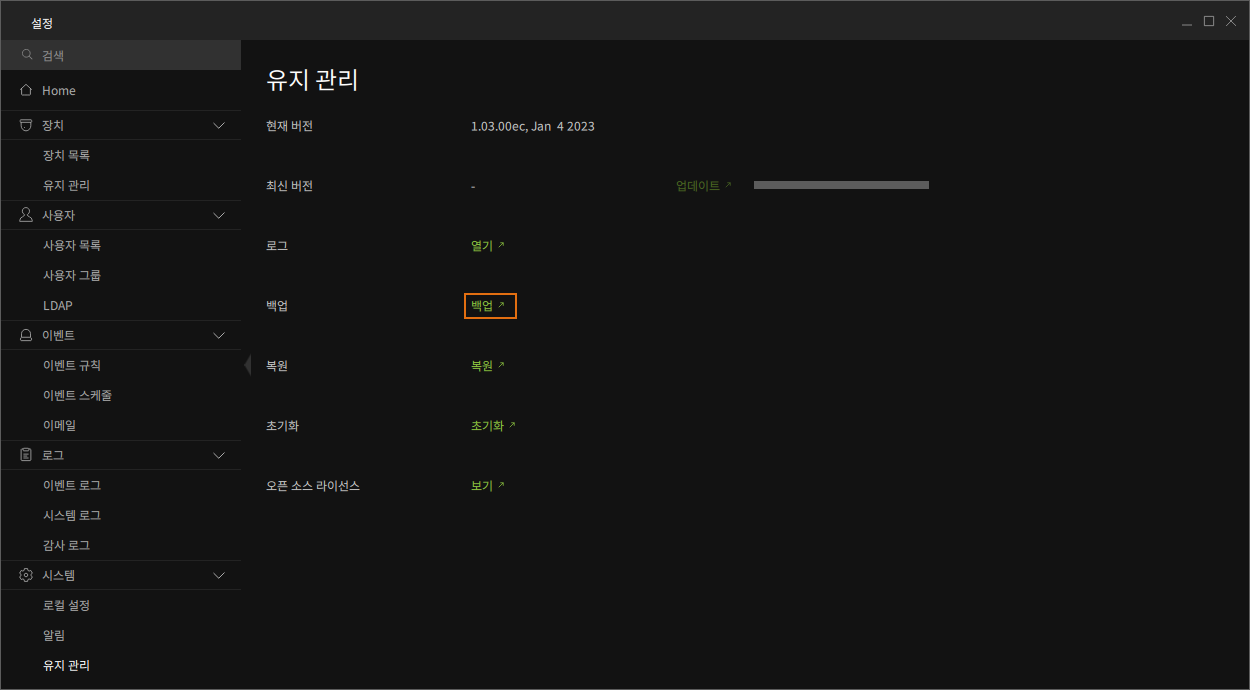 설정
검색
Home
장치
장치 목록
유지 관리
사용자
사용자 목록
사용자 그룹
LDAP
이벤트
이벤트 규칙
이벤트 스케줄
이메일
로그
이벤트 로그
시스템 로그
감사 로그
시스템
로컬 설정
알림
유지 관리
유지 관리
현재 버전 1.03.00ec, Jan  4 2023
최신 버전 - 업데이트
로그 열기
백업 백업
복원 복원
초기화 초기화
오픈 소스 라이선스 보기